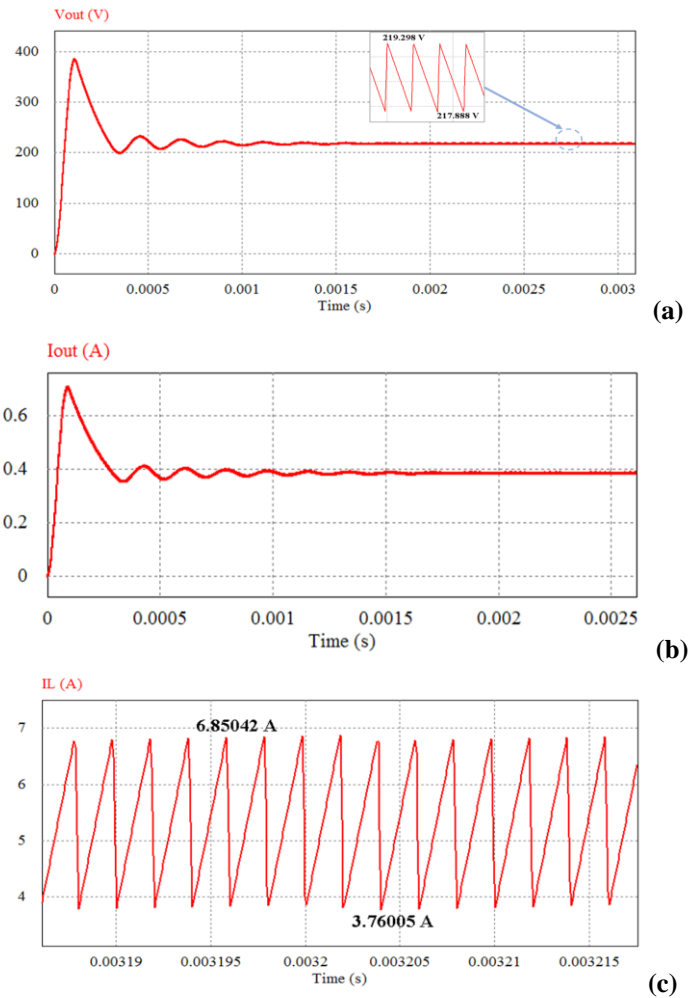 Vout (V)
400
300
200
100
0
219.298 V
217.888 V
0 0.0005 0.001 0.0015 0.002 0.0025 0.003
Time (s)
(a)
Iout (A)
0.6
0.4
0.2
0
0 0.0005 0.001 0.0015 0.002 0.0025
Time (s)
(b)
IL (A)
7
6
5
4
6.85042 A
3.76005 A
0.00319 0.003195 0.0032 0.003205 0.00321 0.003215
Time (s)
(c)